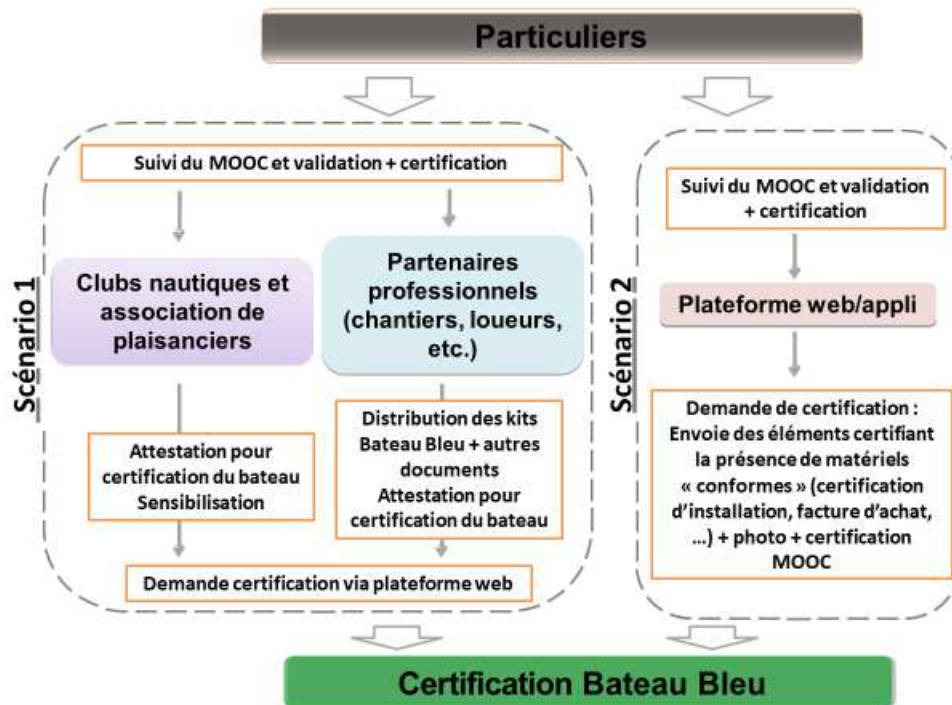 Particuliers
Scénario 1
Suivi du MOOC et validation + certification
Clubs nautiques et
association de
plaisanciers
Partenaires
professionnels
(chantiers, loueurs,
etc.)
Attestation pour
certification du bateau
Sensibilisation
Distribution des kits
Bateau Bleu + autres
documents
Attestation pour
certification du bateau
Demande certification via plateforme web
Scénario 2
Suivi du MOOC et validation
+ certification
Plateforme web/appli
Demande de certification :
Envoie des éléments certifiant
la présence de matériels
« conformes » (certification
d'installation, facture d'achat,
...) + photo + certification
MOOC
Certification Bateau Bleu